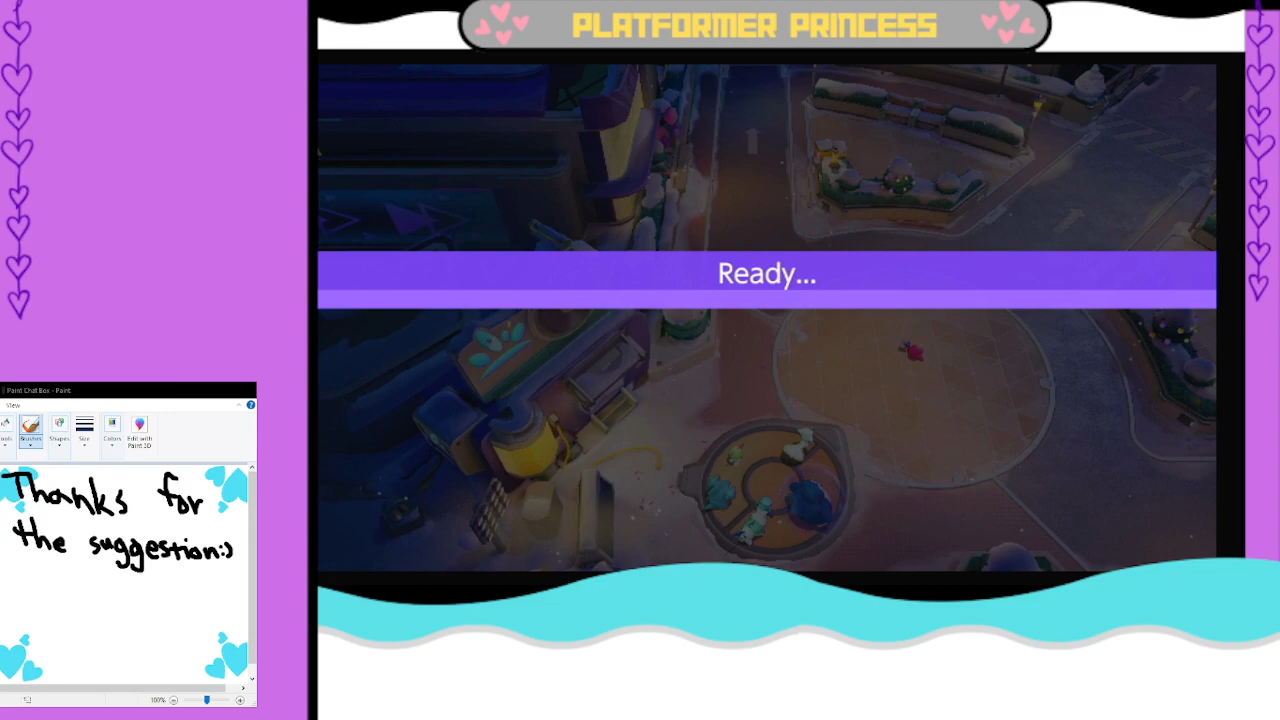 PLATFORMER PRINCESS
Ready...
Paint Chat Box - Paint
View
Brushes
Shapes
Size
Colors
Edit with
Paint 3D
Thanks for
the suggestion:)
100%